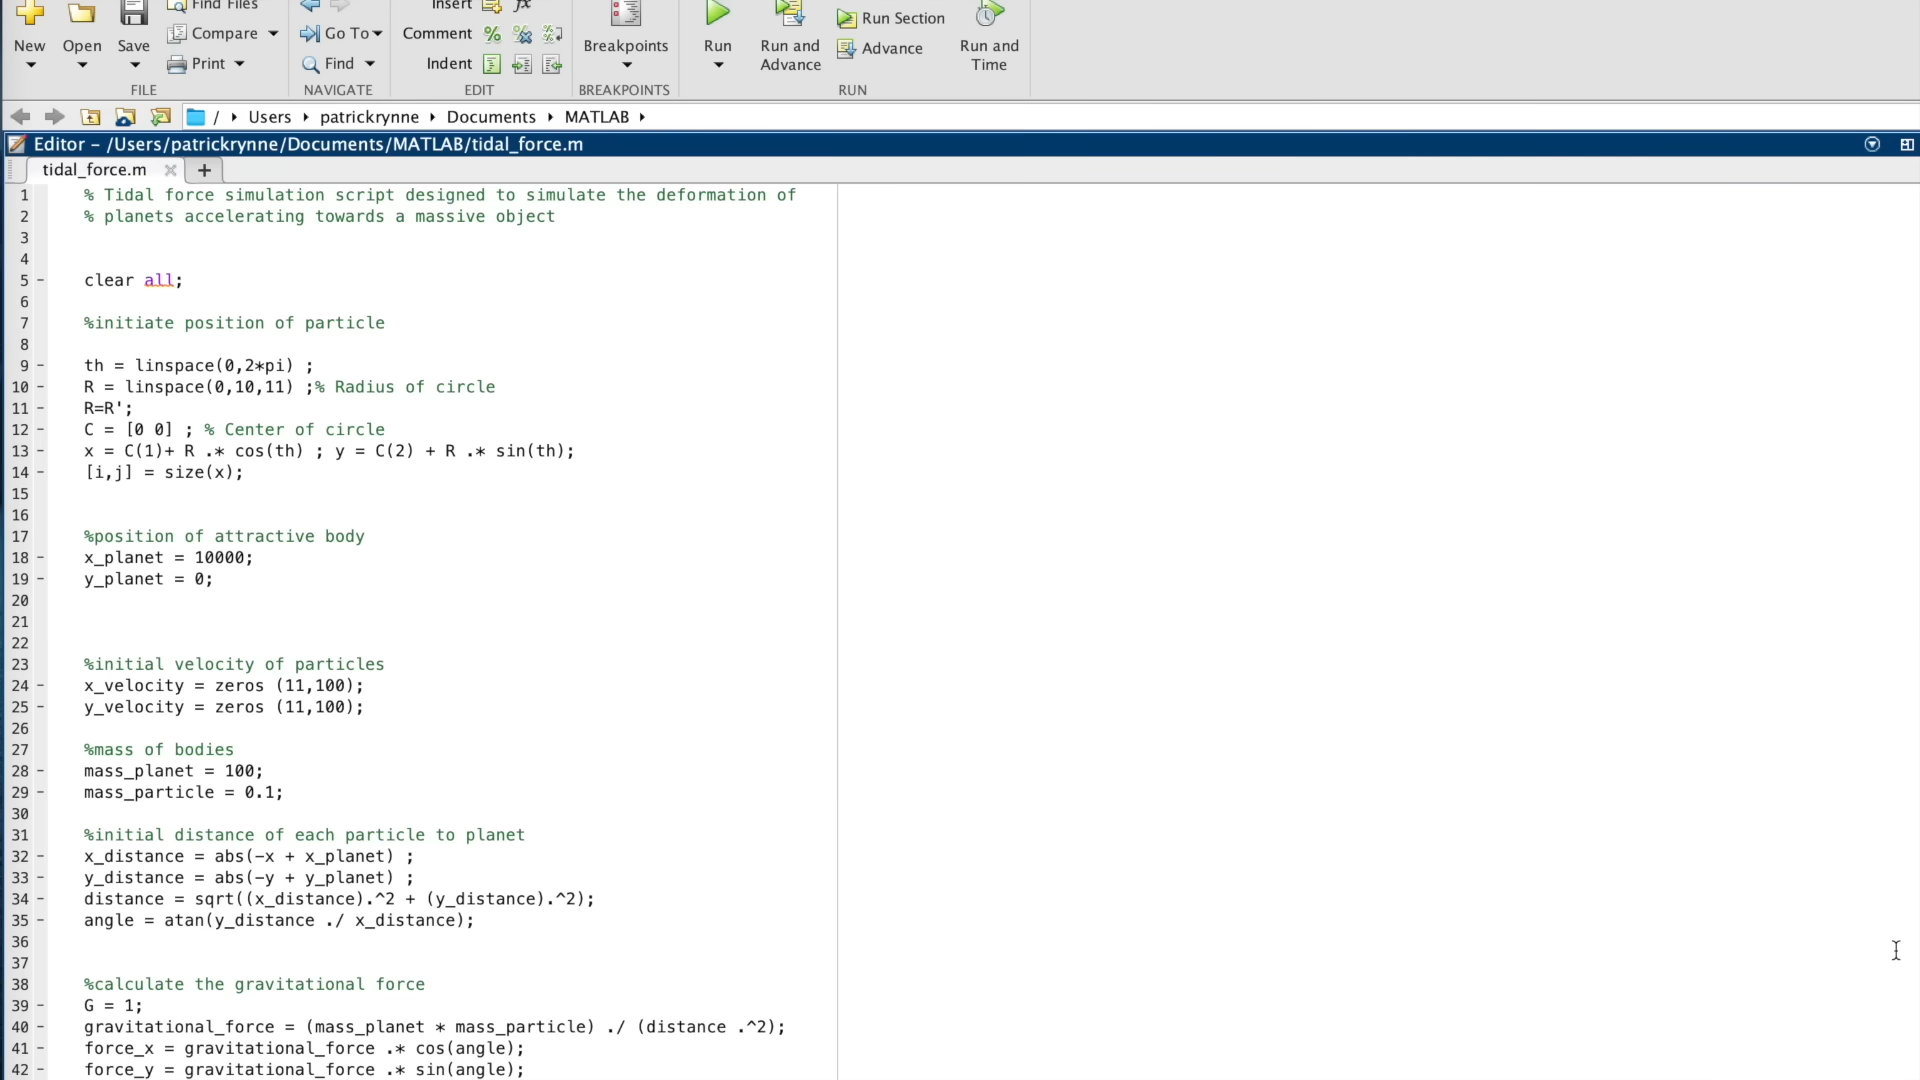 Find Files
Insert
fx
Compare
Go To
Comment
Run Section
New
Open
Save
Breakpoints
Run
Run and Advance
Advance
Run and Time
Print
Find
Indent
FILE
NAVIGATE
EDIT
BREAKPOINTS
RUN
/ Users patrickrynne Documents MATLAB
Editor – /Users/patrickrynne/Documents/MATLAB/tidal_force.m
tidal_force.m
1 % Tidal force simulation script designed to simulate the deformation of
2 % planets accelerating towards a massive object
3
4
5 – clear all;
6
7 %initiate position of particle
8
9 – th = linspace(0,2*pi) ;
10 – R = linspace(0,10,11) ;% Radius of circle
11 – R=R';
12 – C = [0 0] ; % Center of circle
13 – x = C(1)+ R .* cos(th) ; y = C(2) + R .* sin(th);
14 – [i,j] = size(x);
15
16
17 %position of attractive body
18 – x_planet = 10000;
19 – y_planet = 0;
20
21
22
23 %initial velocity of particles
24 – x_velocity = zeros (11,100);
25 – y_velocity = zeros (11,100);
26
27 %mass of bodies
28 – mass_planet = 100;
29 – mass_particle = 0.1;
30
31 %initial distance of each particle to planet
32 – x_distance = abs(-x + x_planet) ;
33 – y_distance = abs(-y + y_planet) ;
34 – distance = sqrt((x_distance).^2 + (y_distance).^2);
35 – angle = atan(y_distance ./ x_distance);
36
37
38 %calculate the gravitational force
39 – G = 1;
40 – gravitational_force = (mass_planet * mass_particle) ./ (distance .^2);
41 – force_x = gravitational_force .* cos(angle);
42 – force_y = gravitational_force .* sin(angle);